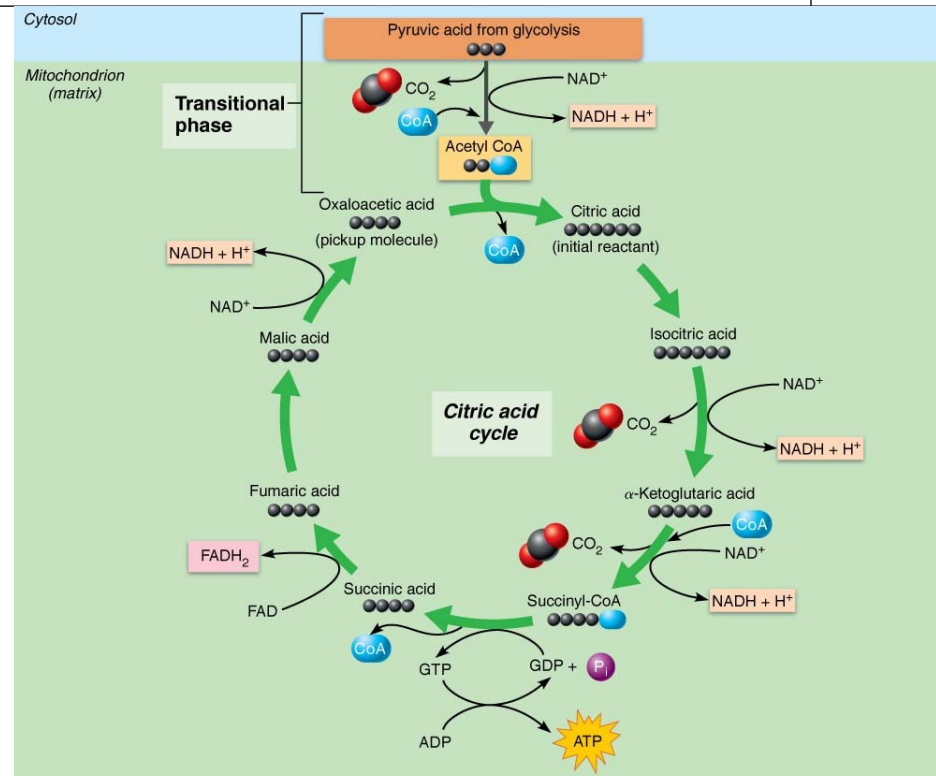 Cytosol
Pyruvic acid from glycolysis
Mitochondrion
(matrix)
Transitional
phase
CO₂
NAD⁺
CoA
NADH + H⁺
Acetyl CoA
Oxaloacetic acid
(pickup molecule)
Citric acid
(initial reactant)
CoA
NADH + H⁺
NAD⁺
Malic acid
Isocitric acid
NAD⁺
Citric acid
cycle
CO₂
NADH + H⁺
Fumaric acid
α-Ketoglutaric acid
CoA
CO₂
NAD⁺
FADH₂
NADH + H⁺
Succinic acid
Succinyl-CoA
FAD
CoA
GTP
GDP + Pᵢ
ADP
ATP